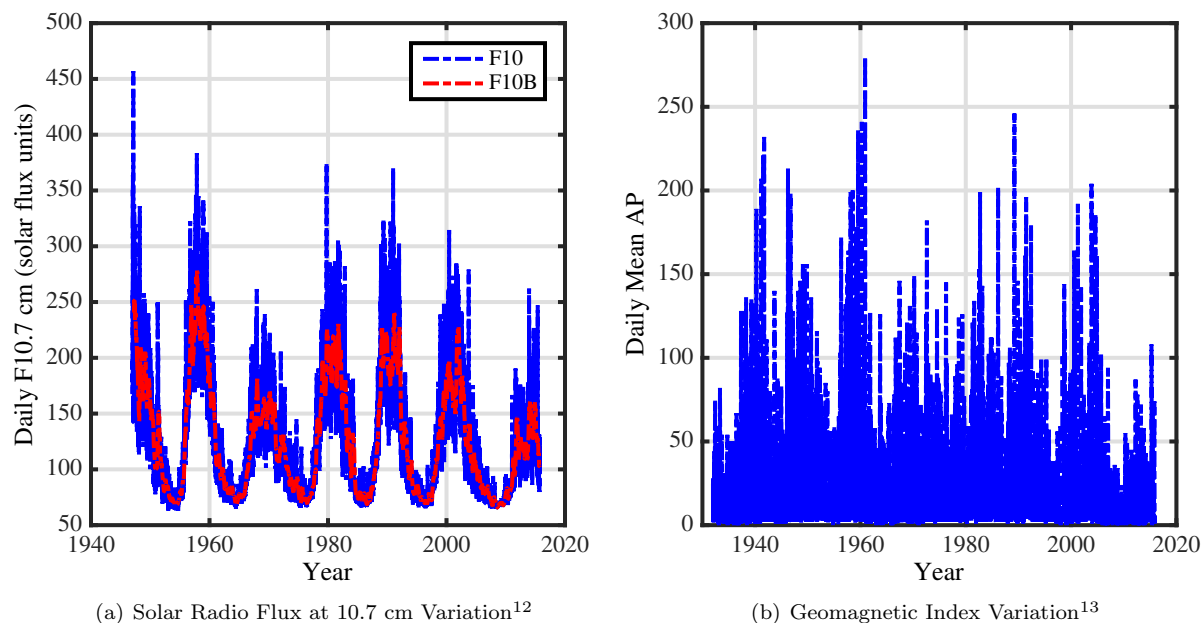 500
450
400
350
300
250
200
150
100
50
Daily F10.7 cm (solar flux units)
F10
F10B
1940 1960 1980 2000 2020
Year
(a) Solar Radio Flux at 10.7 cm Variation¹²
300
250
200
150
100
50
0
Daily Mean AP
1940 1960 1980 2000 2020
Year
(b) Geomagnetic Index Variation¹³